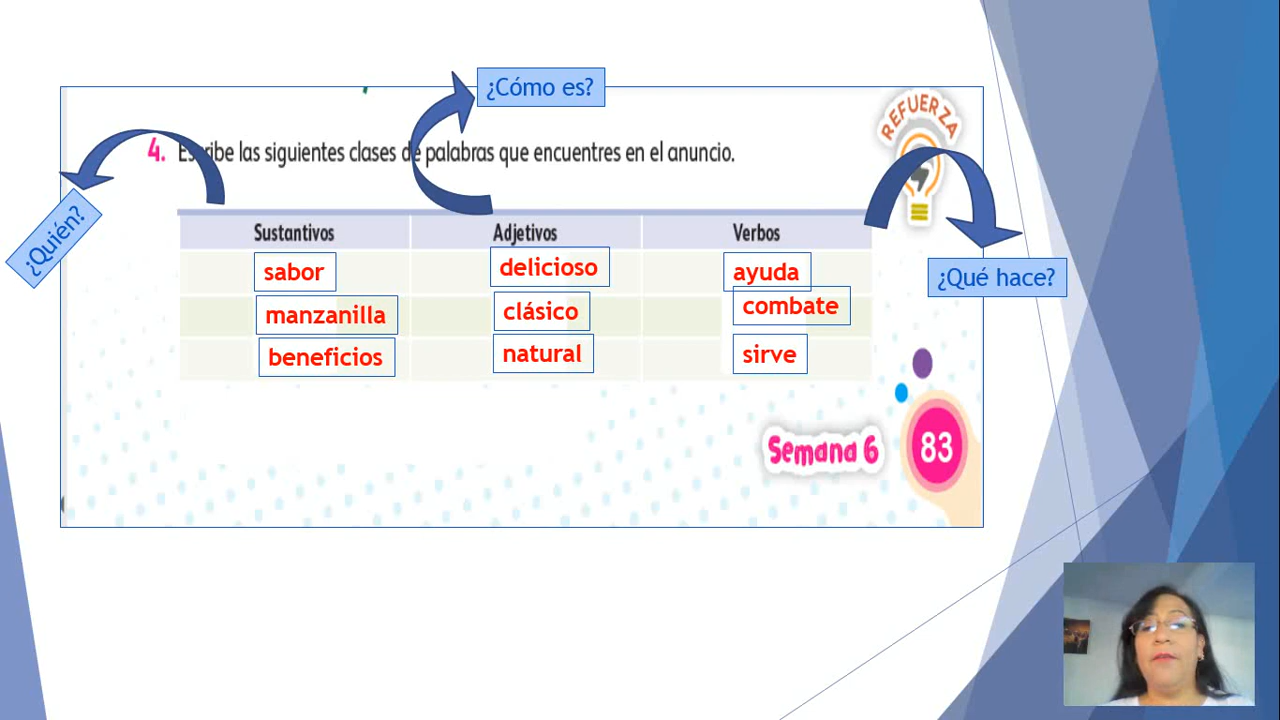 ¿Cómo es?
REFUERZA
4. Escribe las siguientes clases de palabras que encuentres en el anuncio.
¿Quién?
Sustantivos Adjetivos Verbos
¿Qué hace?
sabor delicioso ayuda
manzanilla clásico combate
beneficios natural sirve
Semana 6 83